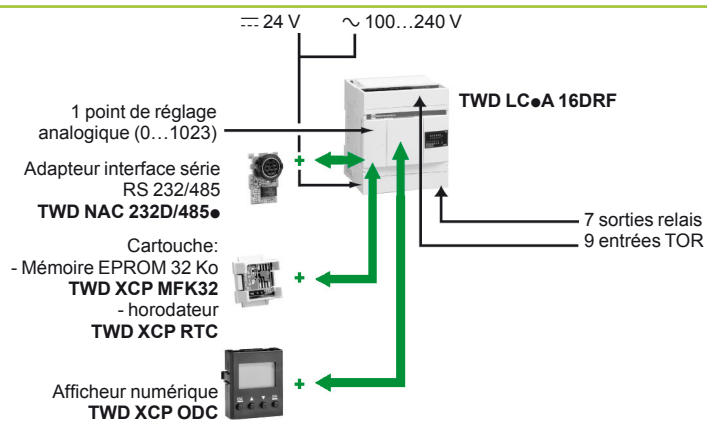 ⎓ 24 V
∼ 100…240 V
TWD LC●A 16DRF
1 point de réglage
analogique (0…1023)
Adapteur interface série
RS 232/485
TWD NAC 232D/485●
7 sorties relais
9 entrées TOR
Cartouche:
- Mémoire EPROM 32 Ko
TWD XCP MFK32
- horodateur
TWD XCP RTC
Afficheur numérique
TWD XCP ODC